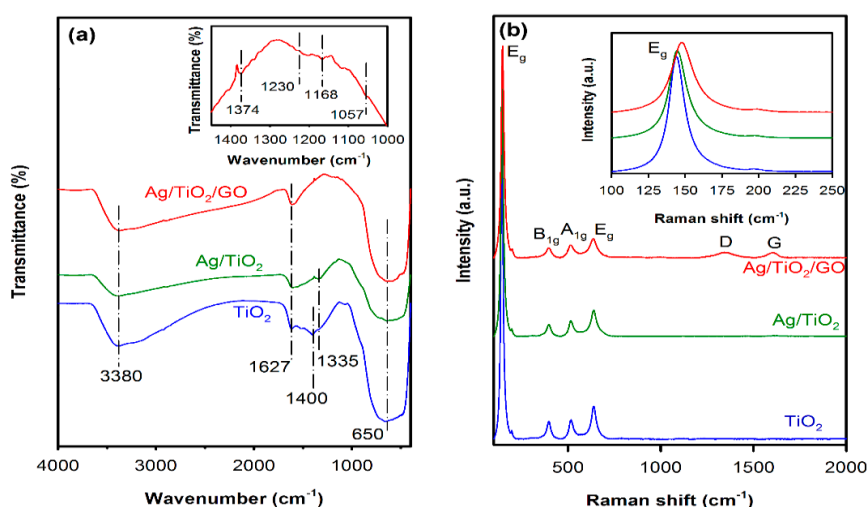 (a)
Transmittance (%)
1374
1230
1168
1057
1400 1300 1200 1100 1000
Wavenumber (cm⁻¹)
Ag/TiO₂/GO
Ag/TiO₂
TiO₂
3380
1627
1400
1335
650
Transmittance (%)
4000 3000 2000 1000
Wavenumber (cm⁻¹)
(b)
E₉
E₉
Intensity (a.u.)
100 125 150 175 200 225 250
Raman shift (cm⁻¹)
B₁g A₁g E₉ D G
Ag/TiO₂/GO
Ag/TiO₂
TiO₂
Intensity (a.u.)
500 1000 1500 2000
Raman shift (cm⁻¹)